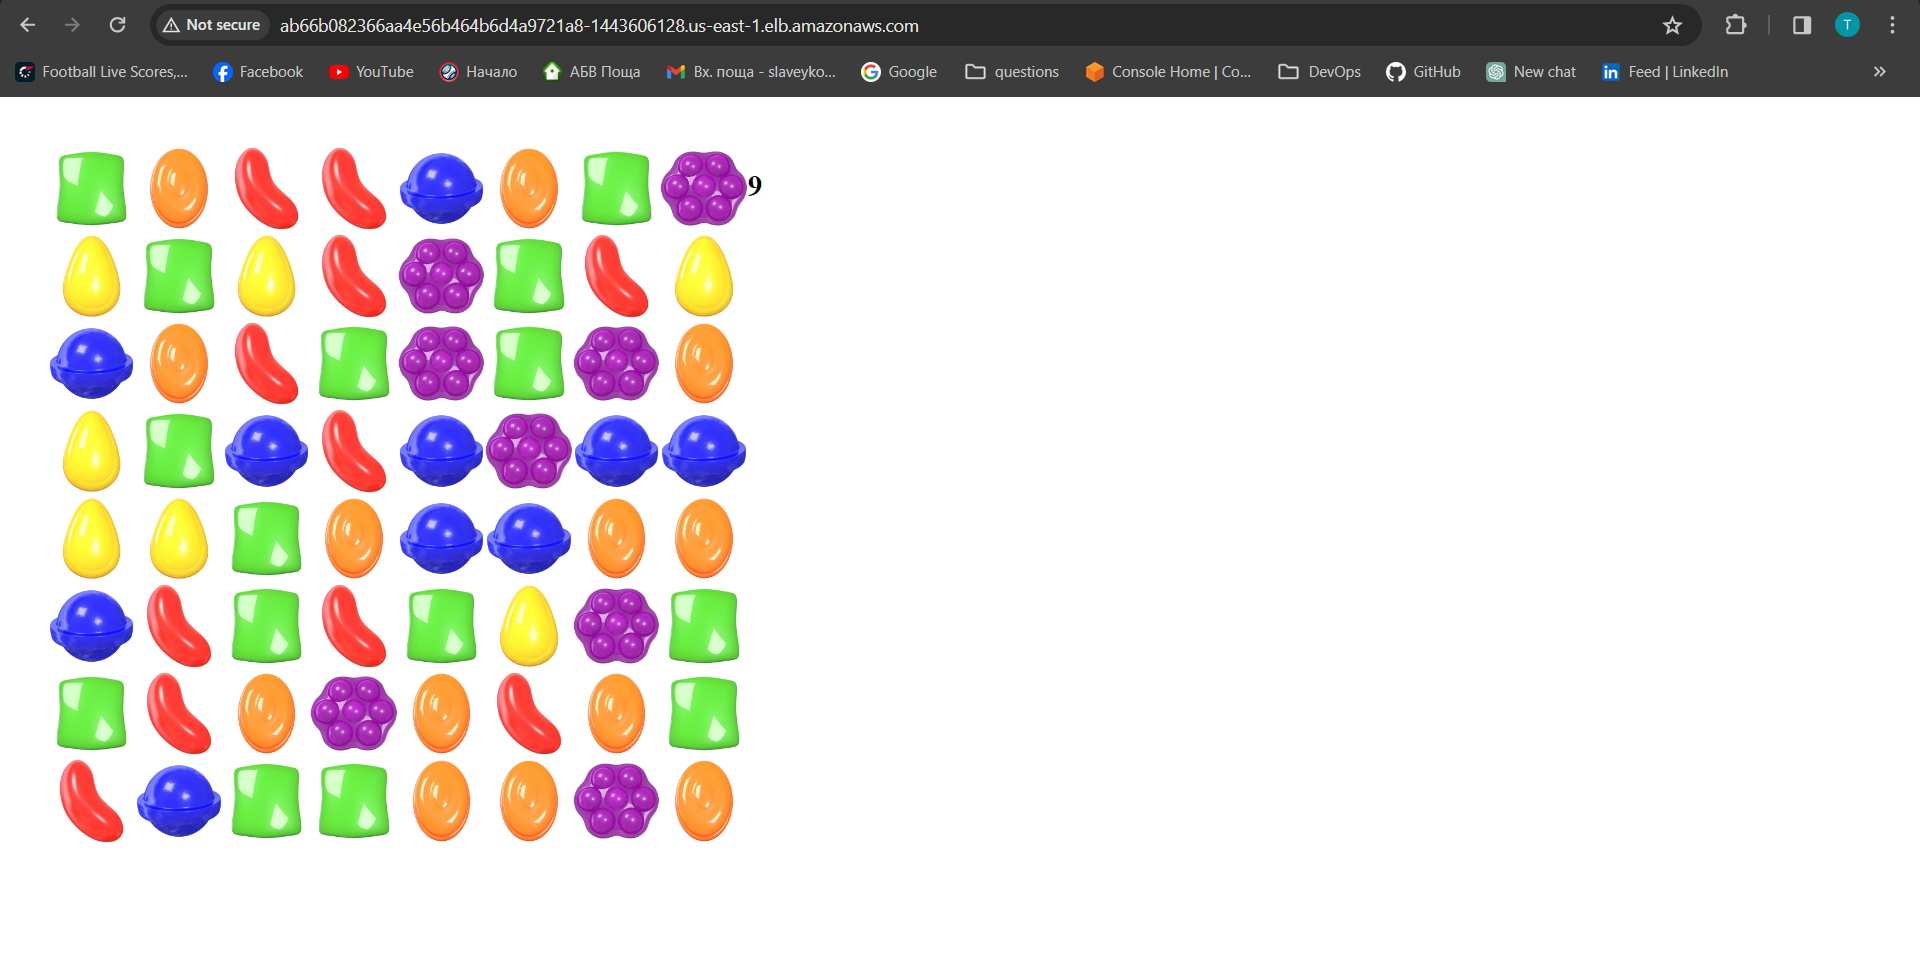 Not secure
ab66b082366aa4e56b464b6d4a9721a8-1443606128.us-east-1.elb.amazonaws.com
T
Football Live Scores,...
Facebook
YouTube
Начало
АБВ Поща
Вх. поща - slaveyko...
Google
questions
Console Home | Co...
DevOps
GitHub
New chat
Feed | LinkedIn
9